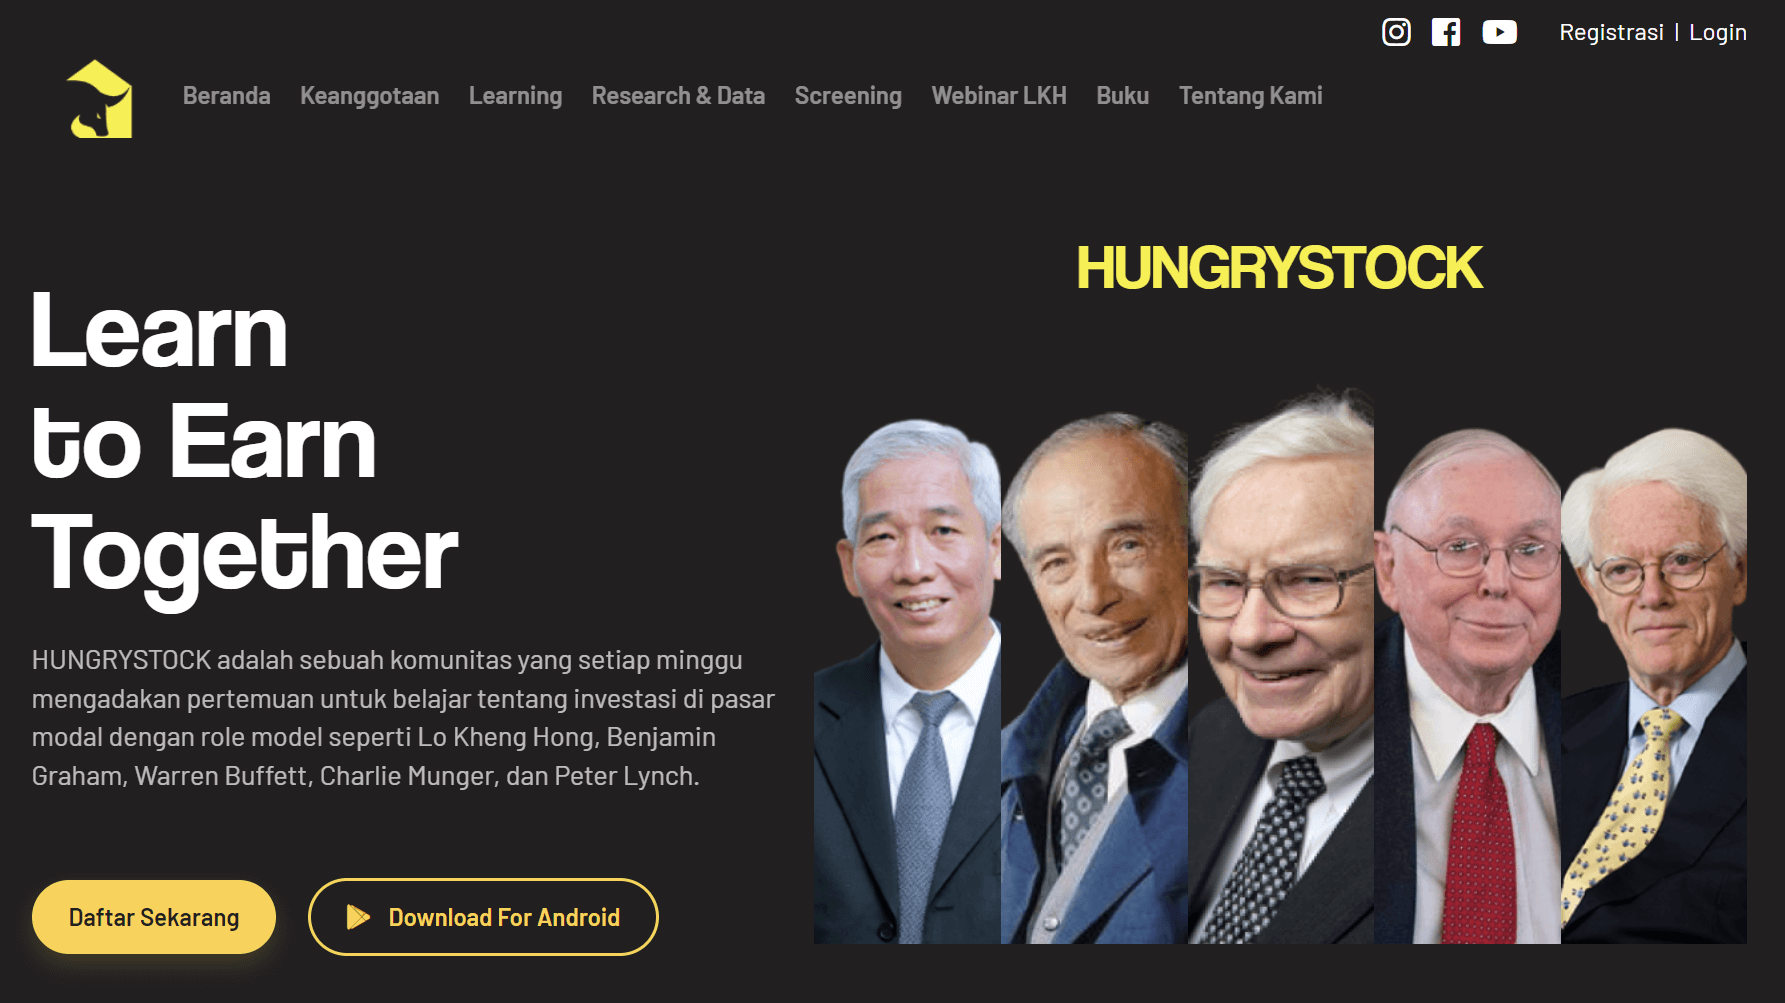 Registrasi | Login
Beranda Keanggotaan Learning Research & Data Screening Webinar LKH Buku Tentang Kami
HUNGRYSTOCK
Learn
to Earn
Together
HUNGRYSTOCK adalah sebuah komunitas yang setiap minggu
mengadakan pertemuan untuk belajar tentang investasi di pasar
modal dengan role model seperti Lo Kheng Hong, Benjamin
Graham, Warren Buffett, Charlie Munger, dan Peter Lynch.
Daftar Sekarang
Download For Android